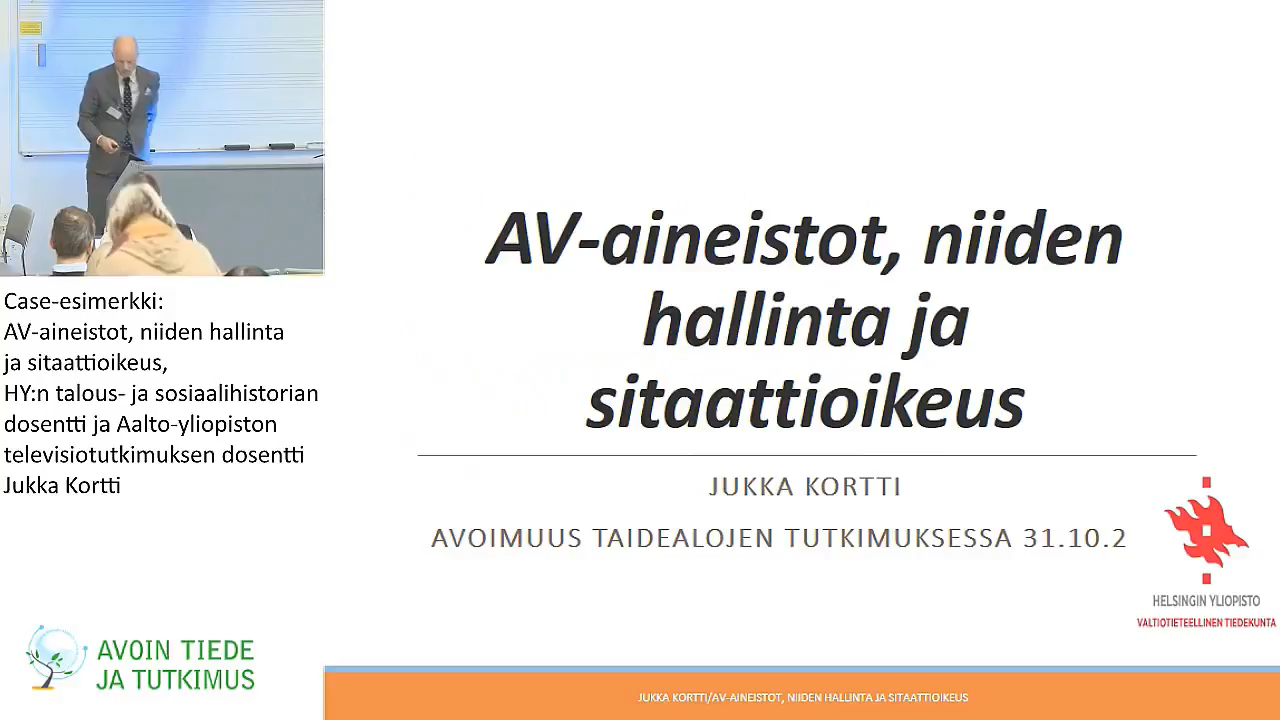 Case-esimerkki:
AV-aineistot, niiden hallinta
ja sitaattioikeus,
HY:n talous- ja sosiaalihistorian
dosentti ja Aalto-yliopiston
televisiotutkimuksen dosentti
Jukka Kortti
AVOIN TIEDE
JA TUTKIMUS
AV-aineistot, niiden
hallinta ja
sitaattioikeus
JUKKA KORTTI
AVOIMUUS TAIDEALOJEN TUTKIMUKSESSA 31.10.2
HELSINGIN YLIOPISTO
VALTIOTIETEELLINEN TIEDEKUNTA
JUKKA KORTTI/AV-AINEISTOT, NIIDEN HALLINTA JA SITAATTIOIKEUS